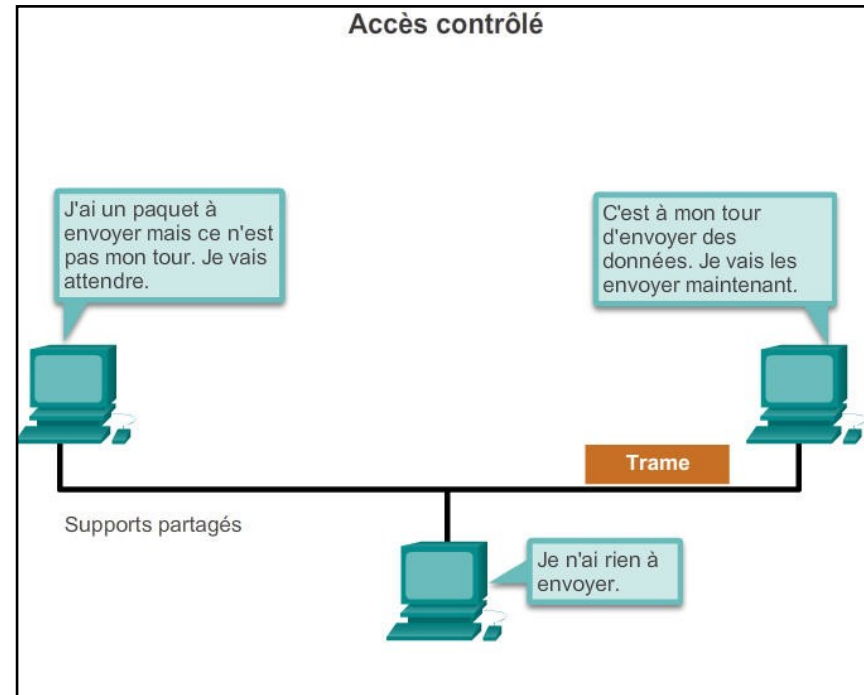 Accès contrôlé
J'ai un paquet à
envoyer mais ce n'est
pas mon tour. Je vais
attendre.
C'est à mon tour
d'envoyer des
données. Je vais les
envoyer maintenant.
Trame
Supports partagés
Je n'ai rien à
envoyer.